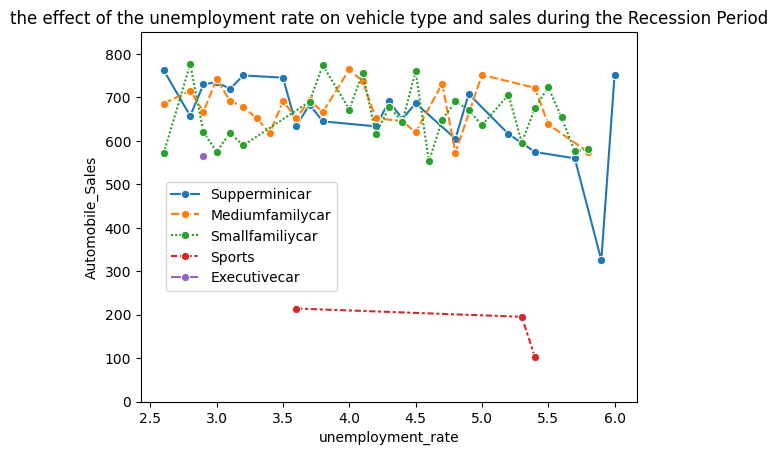 the effect of the unemployment rate on vehicle type and sales during the Recession Period
800
700
600
500
400
300
200
100
0
Automobile_Sales
Supperminicar
Mediumfamilycar
Smallfamiliycar
Sports
Executivecar
2.5 3.0 3.5 4.0 4.5 5.0 5.5 6.0
unemployment_rate